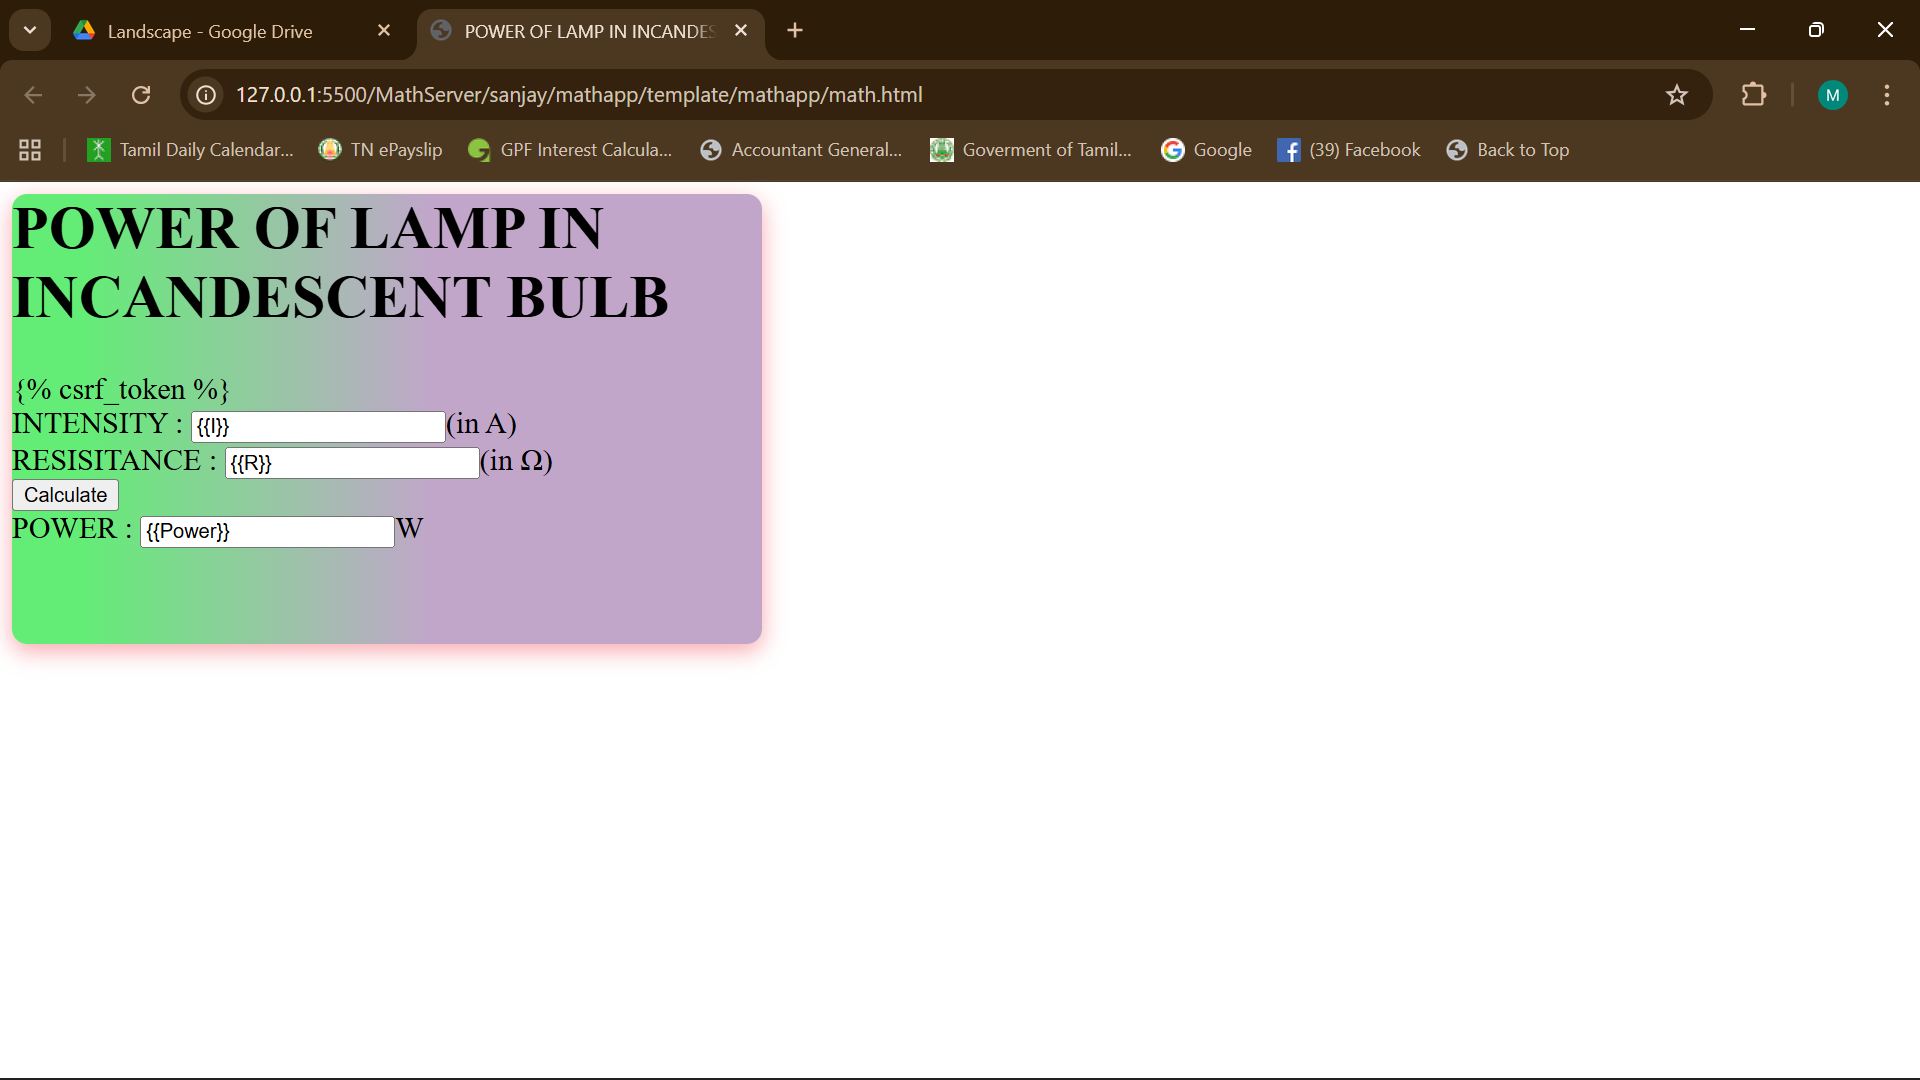 Landscape - Google Drive
POWER OF LAMP IN INCANDES
127.0.0.1:5500/MathServer/sanjay/mathapp/template/mathapp/math.html
M
Tamil Daily Calendar...
TN ePayslip
GPF Interest Calcula...
Accountant General...
Goverment of Tamil...
Google
(39) Facebook
Back to Top
POWER OF LAMP IN
INCANDESCENT BULB
{% csrf_token %}
INTENSITY : {{I}} (in A)
RESISITANCE : {{R}} (in Ω)
Calculate
POWER : {{Power}} W